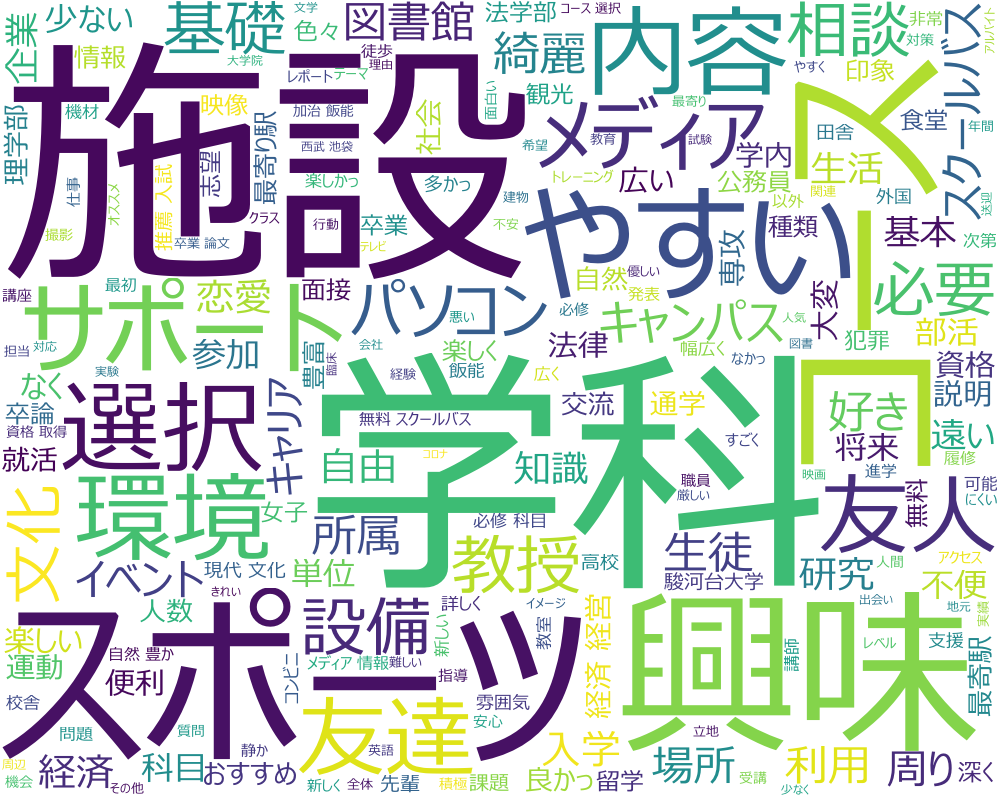 少ない
基礎
色々
図書館
法学部
コース 選択
文学
綺麗
内容
相談
非常
対策
アルバイト
企業
情報
大学院
徒歩
理由
レポート
テーマ
観光
やすく
印象
スクールバス
施設
機材
映像
加治 飯能
社会
面白い
メディア
最寄り
田舎
食堂
年間
理学部
志望
最寄り駅
西武 池袋
希望
教育
試験
学内
生活
コース
仕事
オススメ
推薦 入試
楽しかっ
多かっ
トレーニング
広い
公務員
関連
外国
送迎
撮影
クラス
行動
卒業
建物
やすい
以外
種類
基本
次第
卒業 論文
テレビ
不安
専攻
講座
最初
サポート
恋愛
面接
パソコン
自然
優しい
発表
必修
キャンパス
人気
大変
必要
担当
対応
参加
豊富
悪い
会社
楽しく
法律
幅広く
図書
犯罪
部活
実験
なく
臨床
経験
飯能
広く
なかっ
資格
説明
卒論
選択
キャリア
無料 スクールバス
学科
交流
通学
好き
資格 取得
就活
自由
コロナ
知識
すごく
将来
遠い
職員
厳しい
映画
進学
履修
文化
環境
女子
所属
必修 科目
教授
高校
生徒
無料
友人
可能
にくい
イベント
現代 文化
単位
駿河台大学
研究
人間
アクセス
不便
きれい
人数
設備
詳しく
イメージ
経済 経営
興味
出会い
地元
実績
楽しい
運動
自然 豊か
便利
コンビニ
メディア 情報
難しい
新しい
教室
指導
講師
レベル
支援
最寄駅
校舎
スポーツ
友達
雰囲気
安心
立地
問題
質問
入学
周辺
機会
経済
その他
科目
静か
おすすめ
新しく
全体
英語
先輩
積極
課題
良かっ
留学
場所
受講
利用
少なく
周り
深く